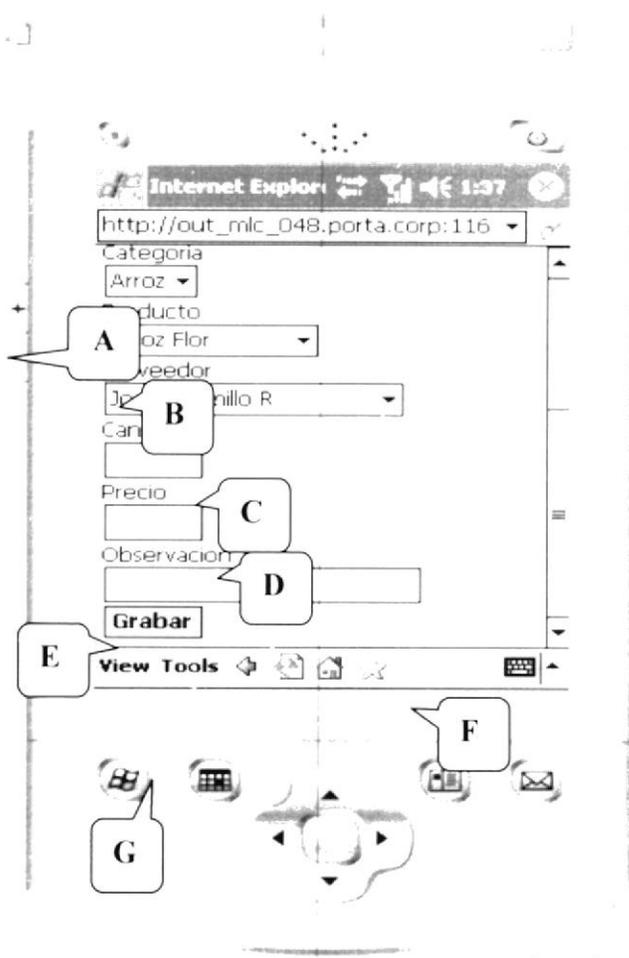 Internet Explor 1:37
http://out_mlc_048.porta.corp:116
Categoria
Arroz
ducto
A
oz Flor
veedor
B
nillo R
Can
Precio
C
Observacion
D
Grabar
E
View Tools
F
G